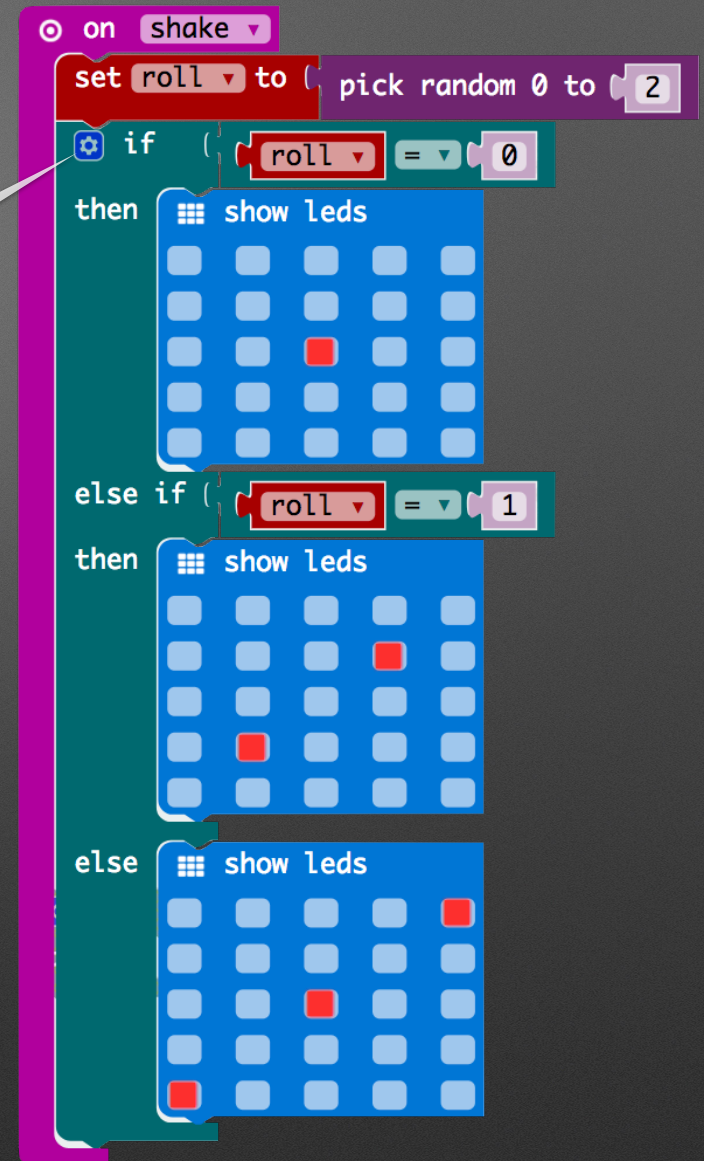 on shake
set roll to pick random 0 to 2
if roll = 0
then show leds
else if roll = 1
then show leds
else show leds